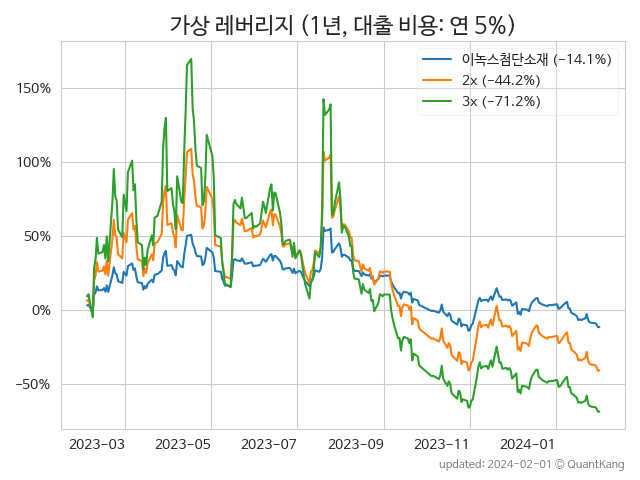 가상 레버리지 (1년, 대출 비용: 연 5%)
이녹스첨단소재 (−14.1%)
2x (−44.2%)
3x (−71.2%)
150%
100%
50%
0%
−50%
2023-03 2023-05 2023-07 2023-09 2023-11 2024-01
updated: 2024-02-01 © QuantKang